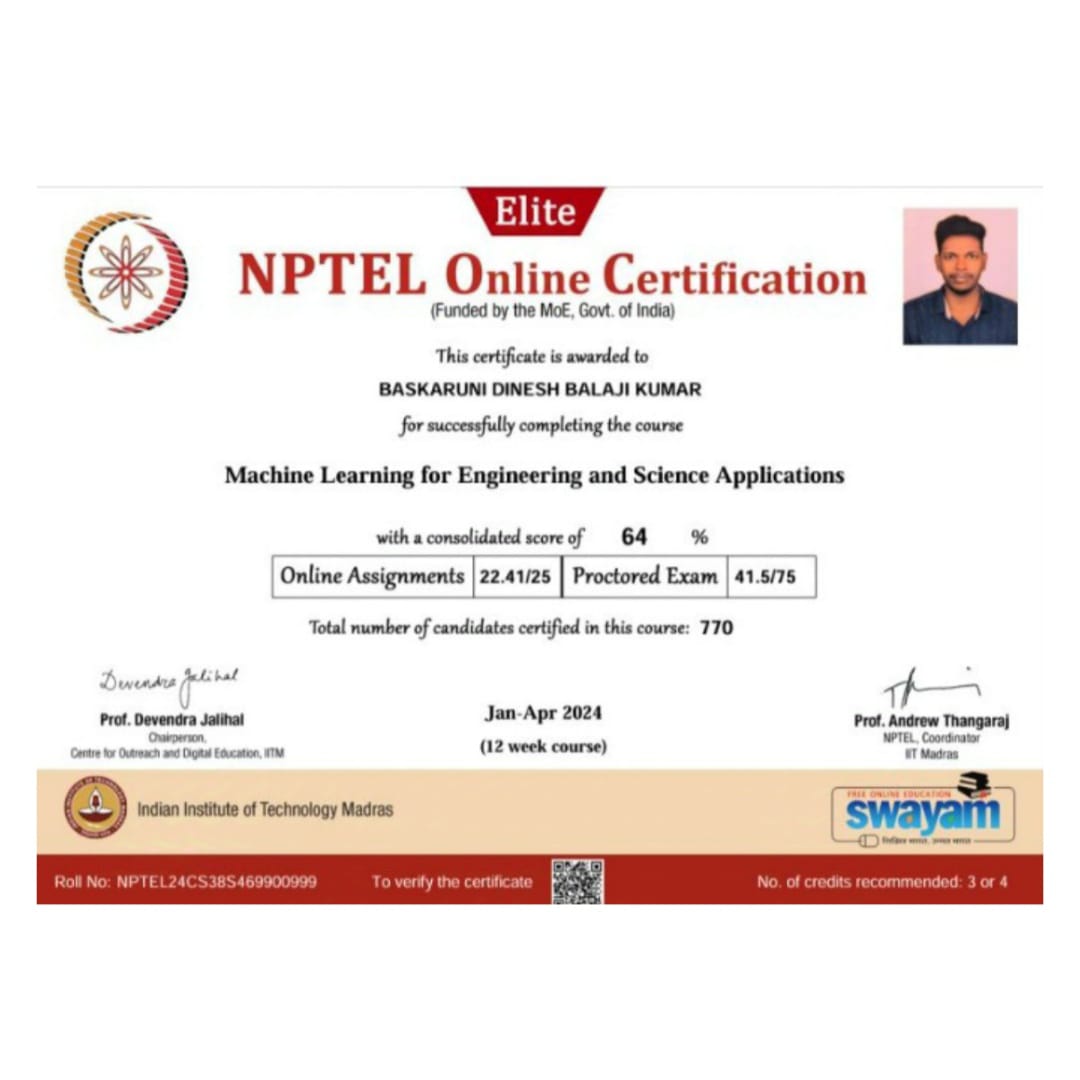 Elite
NPTEL Online Certification
(Funded by the MoE, Govt. of India)
This certificate is awarded to
BASKARUNI DINESH BALAJI KUMAR
for successfully completing the course
Machine Learning for Engineering and Science Applications
with a consolidated score of 64 %
Online Assignments 22.41/25 Proctored Exam 41.5/75
Total number of candidates certified in this course: 770
Devendra Jalihal
Prof. Devendra Jalihal
Chairperson,
Centre for Outreach and Digital Education, IITM
Jan-Apr 2024
(12 week course)
Prof. Andrew Thangaraj
NPTEL, Coordinator
IIT Madras
Indian Institute of Technology Madras
FREE ONLINE EDUCATION
swayam
Roll No: NPTEL24CS38S469900999
To verify the certificate
No. of credits recommended: 3 or 4